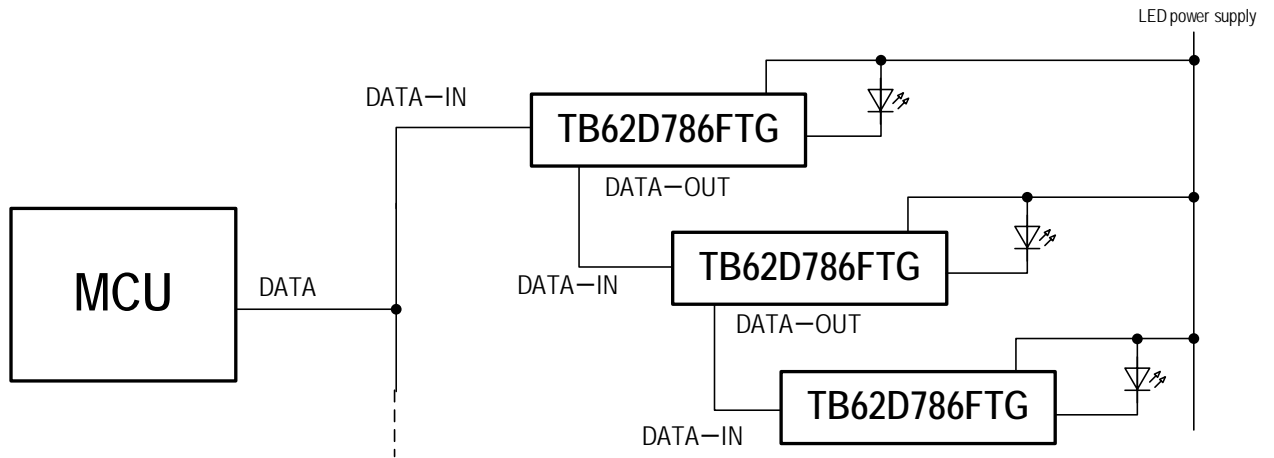 LED power supply
DATA−IN
TB62D786FTG
DATA−OUT
MCU
DATA
DATA−IN
TB62D786FTG
DATA−OUT
DATA−IN
TB62D786FTG